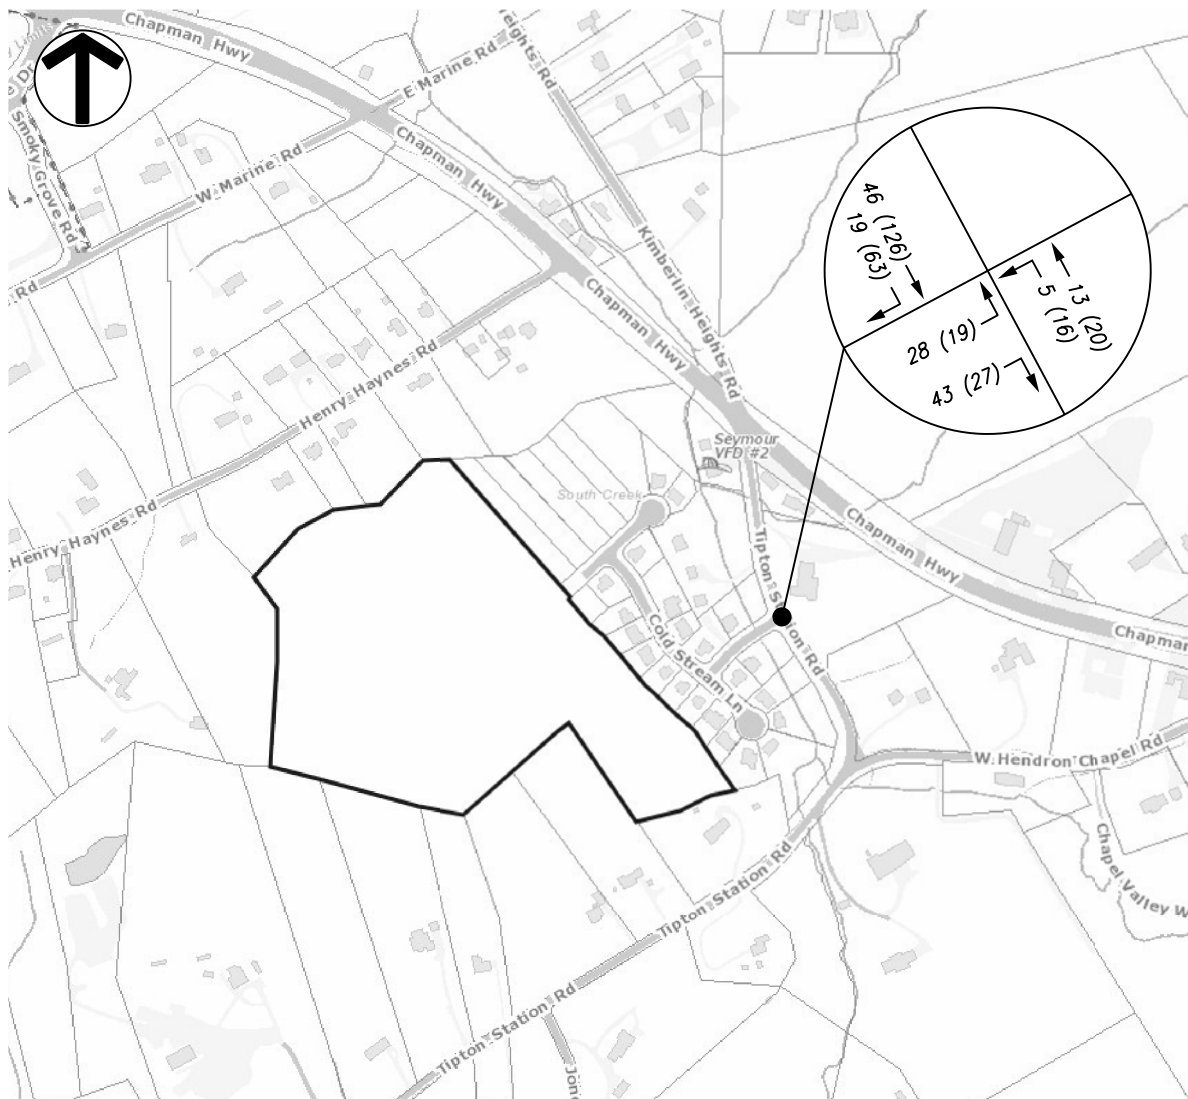 Chapman Hwy
Limits
Dr
Smoky Grove Rd
E Marine Rd
W Marine Rd
Heights Rd
Chapman Hwy
Rd
Kimberlin Heights Rd
46 (126)
19 (63)
13 (20)
5 (16)
28 (19)
43 (27)
Chapman Hwy
Henry Haynes Rd
Seymour
VFD #2
South Creek
Henry Haynes Rd
Chapman Hwy
Tipton Station Rd
Cold Stream Ln
Chapman
W Hendron Chapel Rd
Chapel Valley W
Tipton Station Rd
Tipton Station Rd
Jon